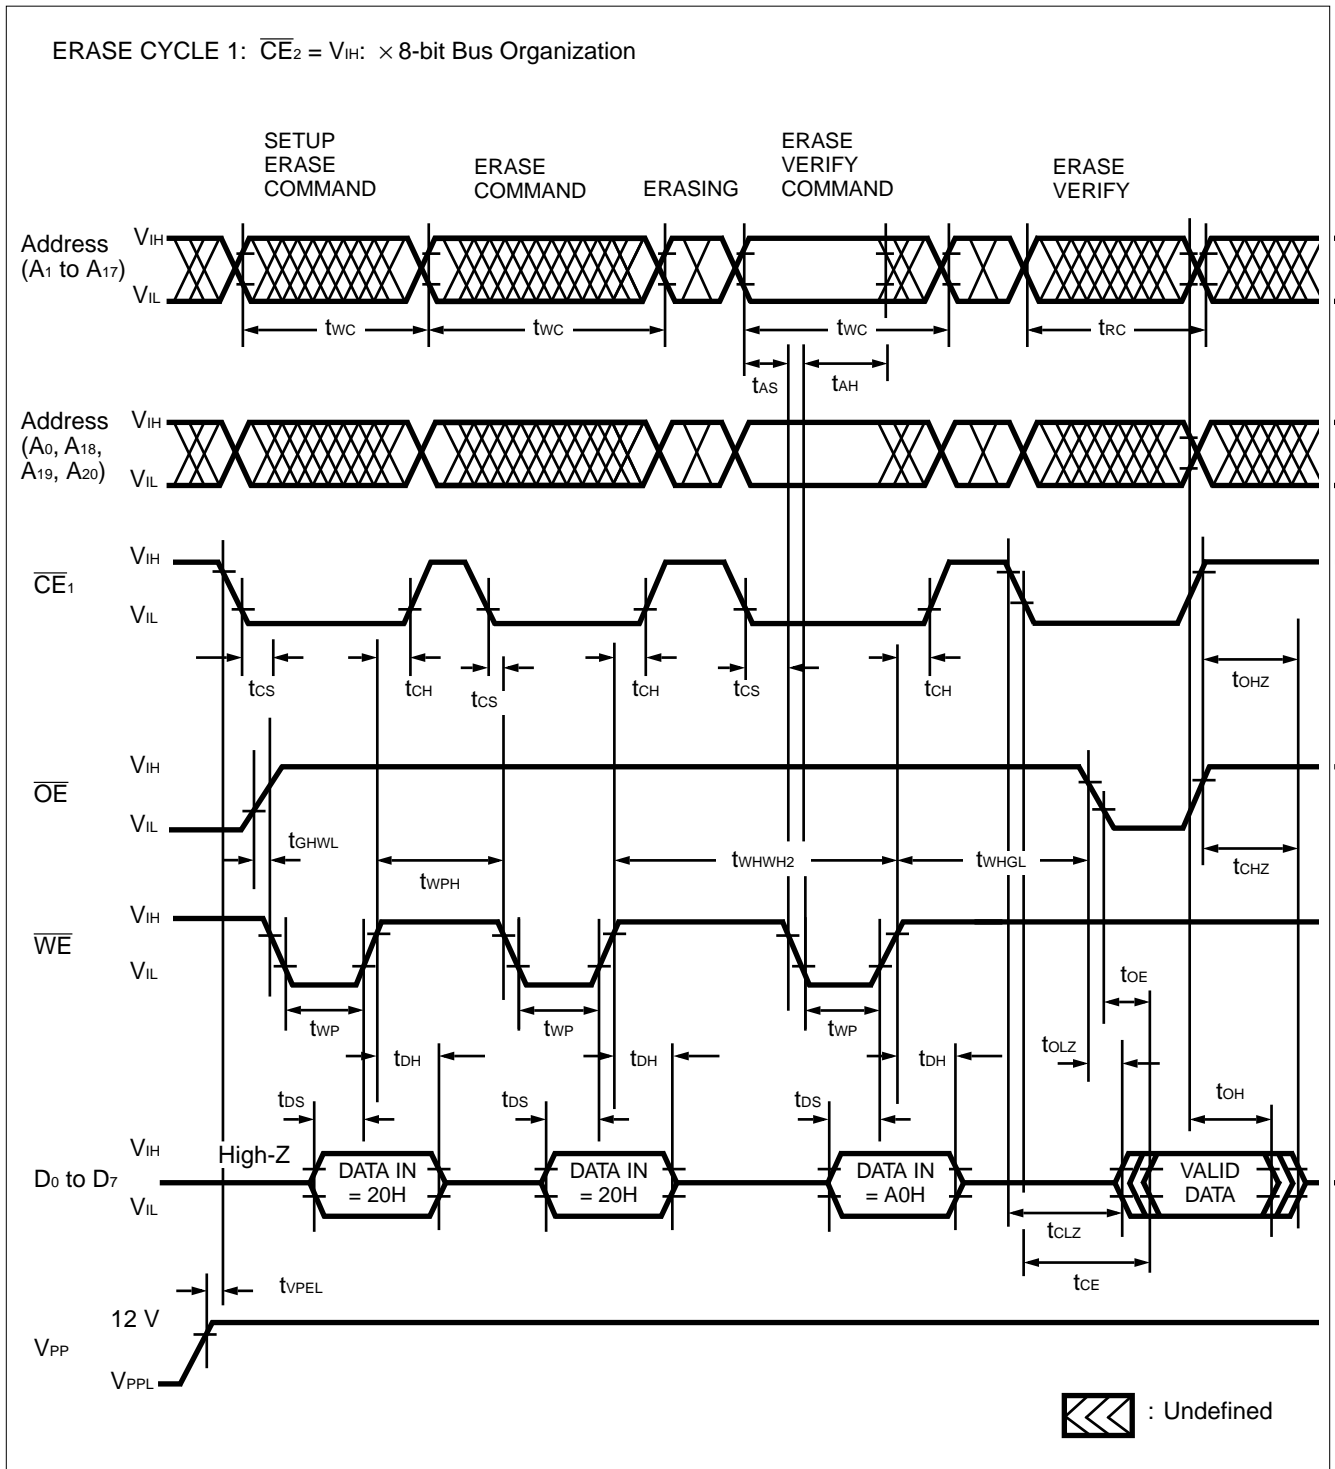 ERASE CYCLE 1: CE2 = VIH: × 8-bit Bus Organization
SETUP
ERASE
COMMAND
ERASE
COMMAND
ERASING
ERASE
VERIFY
COMMAND
ERASE
VERIFY
Address
(A1 to A17)
VIH
VIL
tWC
tWC
tWC
tRC
tAS
tAH
Address
(A0, A18,
A19, A20)
VIH
VIL
CE1
VIH
VIL
tCS
tCH
tCS
tCH
tCS
tCH
tOHZ
OE
VIH
VIL
tGHWL
tWPH
tWHWH2
tWHGL
tCHZ
WE
VIH
VIL
tWP
tWP
tWP
tOE
tDH
tDH
tDH
tOLZ
tOH
tDS
tDS
tDS
D0 to D7
VIH
VIL
High-Z
DATA IN
= 20H
DATA IN
= 20H
DATA IN
= A0H
VALID
DATA
tCLZ
tCE
tVPEL
VPP
12 V
VPPL
: Undefined